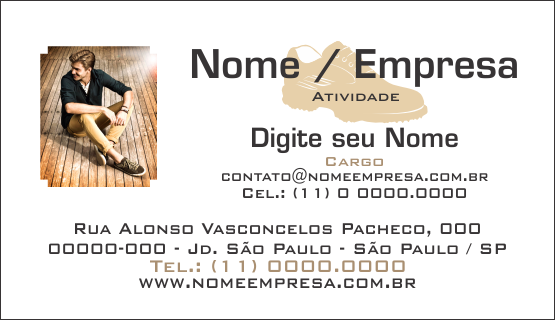 Nome / Empresa
Atividade
Digite seu Nome
Cargo
contato@nomeempresa.com.br
Cel.: (11) 0 0000.0000
Rua Alonso Vasconcelos Pacheco, 000
00000-000 - Jd. São Paulo - São Paulo / SP
Tel.: (11) 0000.0000
www.nomeempresa.com.br